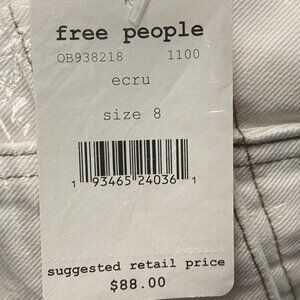 free people
OB938218 1100
ecru
size 8
1 93465 24036 1
suggested retail price
$88.00